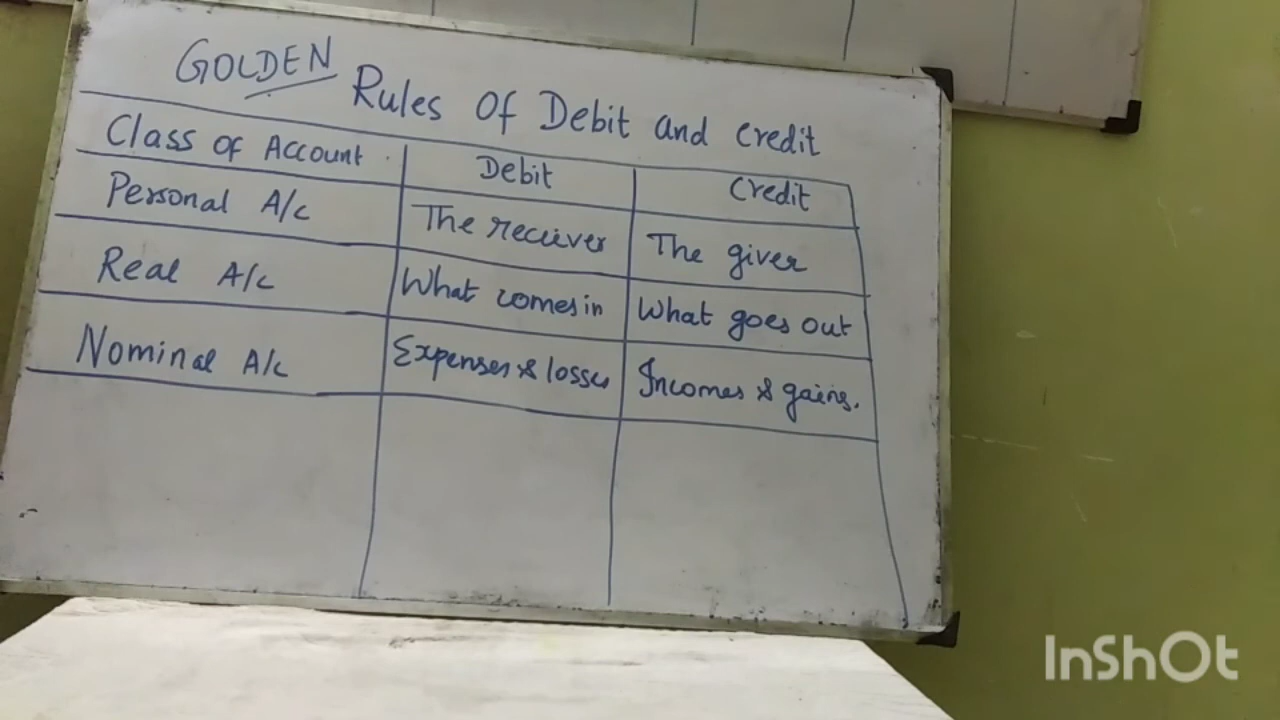 GOLDEN Rules Of Debit and Credit
Class of Account Debit Credit
Personal A/c The receiver The giver
Real A/c What comes in What goes out
Nominal A/c Expenses & losses Incomes & gains.
InShOt